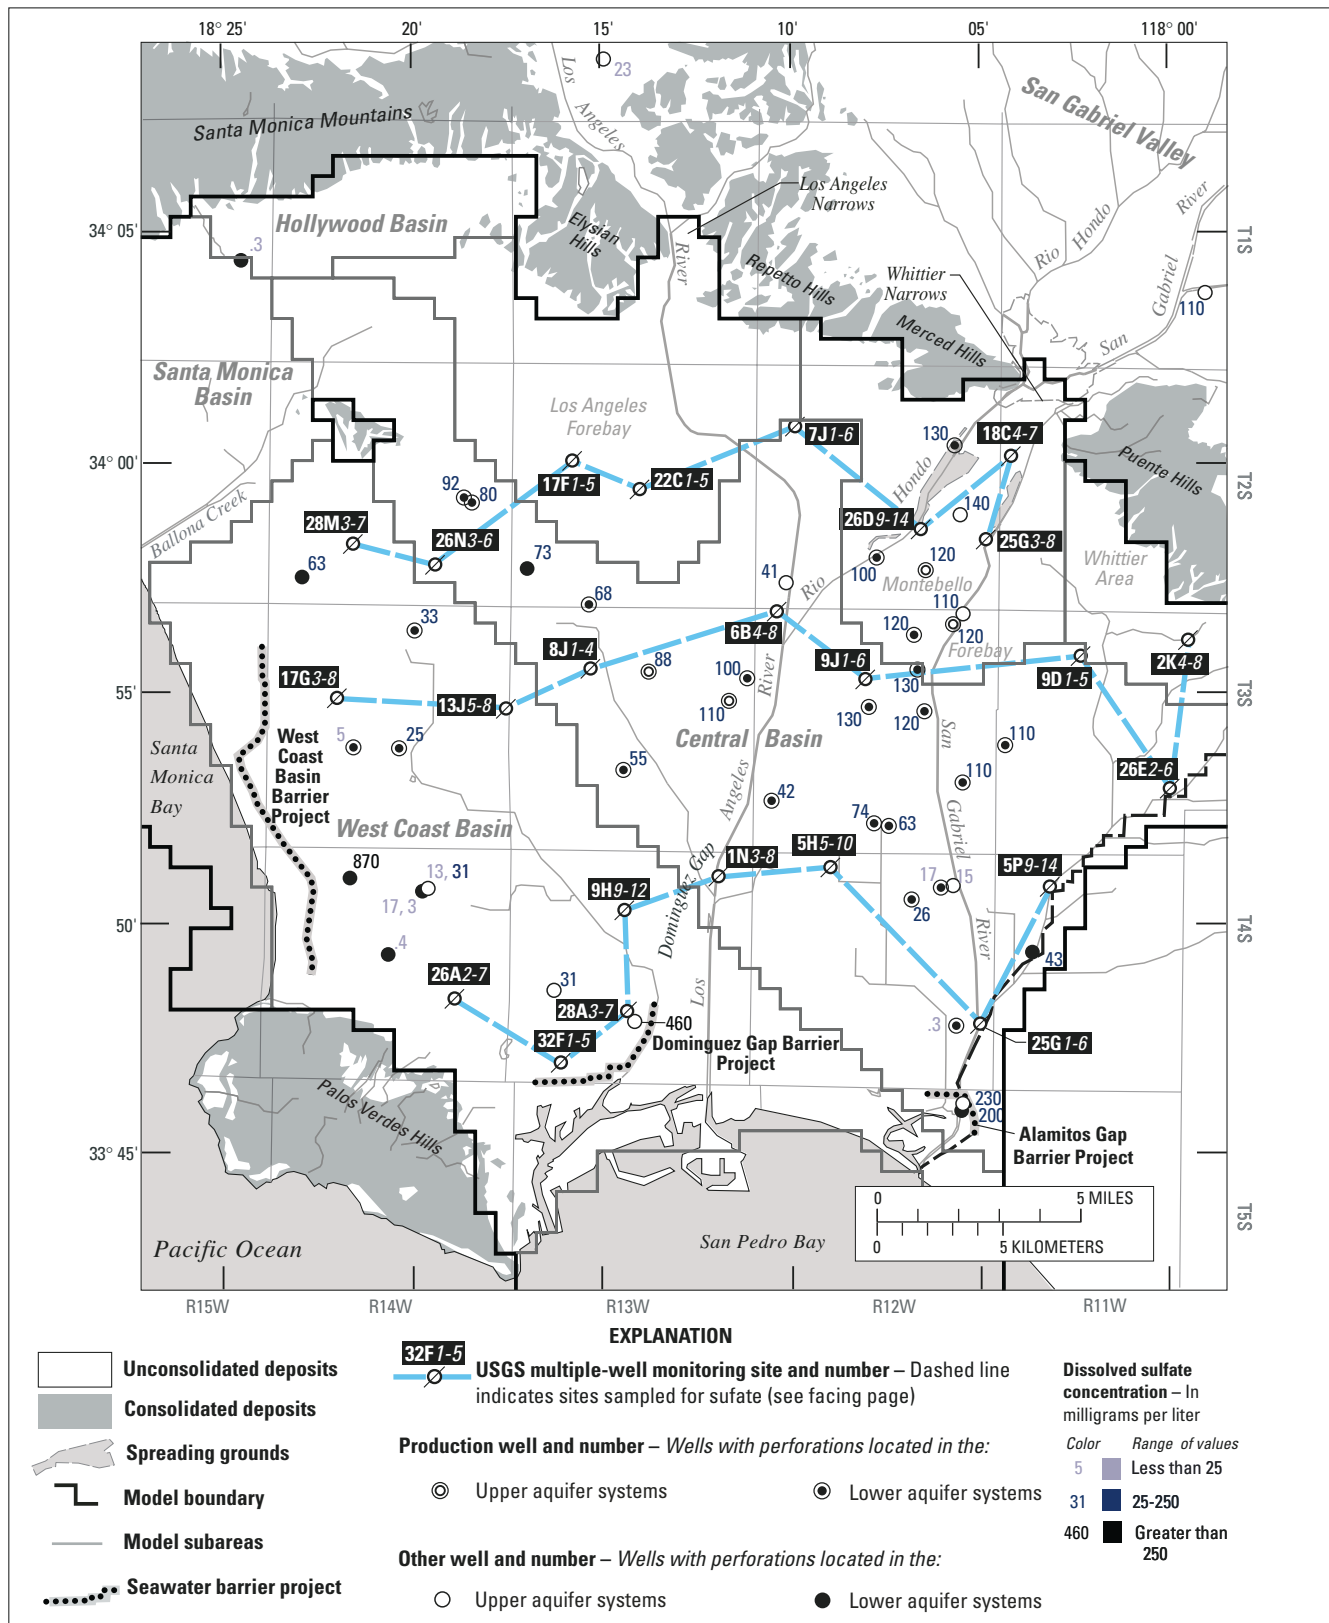 18° 25'
20'
15'
10'
05'
118° 00'
23
Los
Angeles
River
San Gabriel Valley
Santa Monica Mountains
Los Angeles
Narrows
Hollywood Basin
Elysian
Hills
34° 05'
.3
Repetto Hills
Whittier
Narrows
Rio
Hondo
River
Gabriel
San
110
T1S
Merced Hills
Santa Monica
Basin
Los Angeles
Forebay
7J1-6
130
18C4-7
Puente Hills
34° 00'
17F1-5
22C1-5
Hondo
T2S
Ballona Creek
92
80
28M3-7
26N3-6
26D9-14
140
25G3-8
63
73
100
120
Whittier
Area
41
Rio
Montebello
68
110
33
120
120
Forebay
8J1-4
6B4-8
9J1-6
2K4-8
88
100
River
130
9D1-5
55'
17G3-8
13J5-8
110
130
120
T3S
Santa
Monica
Bay
West
Coast
Basin
Barrier
Project
5
25
Central Basin
San
110
55
110
26E2-6
Angeles
42
74
63
West Coast Basin
Gabriel
870
13, 31
17, 3
Dominguez Gap
1N3-8
5H5-10
17
15
5P9-14
9H9-12
26
50'
River
T4S
.4
43
26A2-7
31
Los
28A3-7
460
.3
32F1-5
Dominguez Gap Barrier
Project
25G1-6
Palos Verdes Hills
230
200
Alamitos Gap
Barrier Project
33° 45'
0
5 MILES
0
5 KILOMETERS
T5S
Pacific Ocean
San Pedro Bay
R15W
R14W
R13W
R12W
R11W
EXPLANATION
Unconsolidated deposits
Consolidated deposits
Spreading grounds
Model boundary
Model subareas
Seawater barrier project
32F1-5
USGS multiple-well monitoring site and number – Dashed line
indicates sites sampled for sufate (see facing page)
Production well and number – Wells with perforations located in the:
Upper aquifer systems
Lower aquifer systems
Other well and number – Wells with perforations located in the:
Upper aquifer systems
Lower aquifer systems
Dissolved sulfate
concentration – In
milligrams per liter
Color
Range of values
5
Less than 25
31
25-250
460
Greater than
250